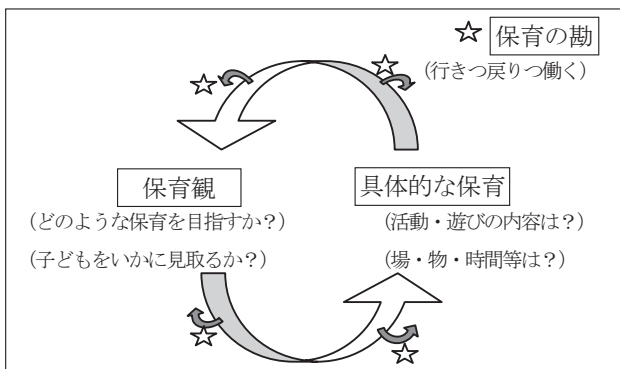 ☆ 保育の勘
(行きつ戻りつ働く)
保育観
(どのような保育を目指すか?)
(子どもをいかに見取るか?)
具体的な保育
(活動・遊びの内容は?)
(場・物・時間等は?)